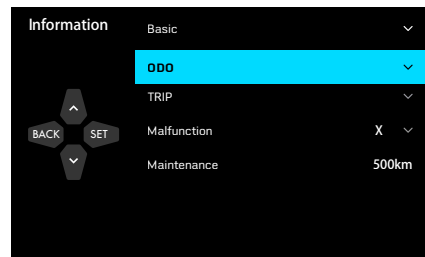 Information
Basic
ODO
TRIP
BACK SET
Malfunction X
Maintenance 500km